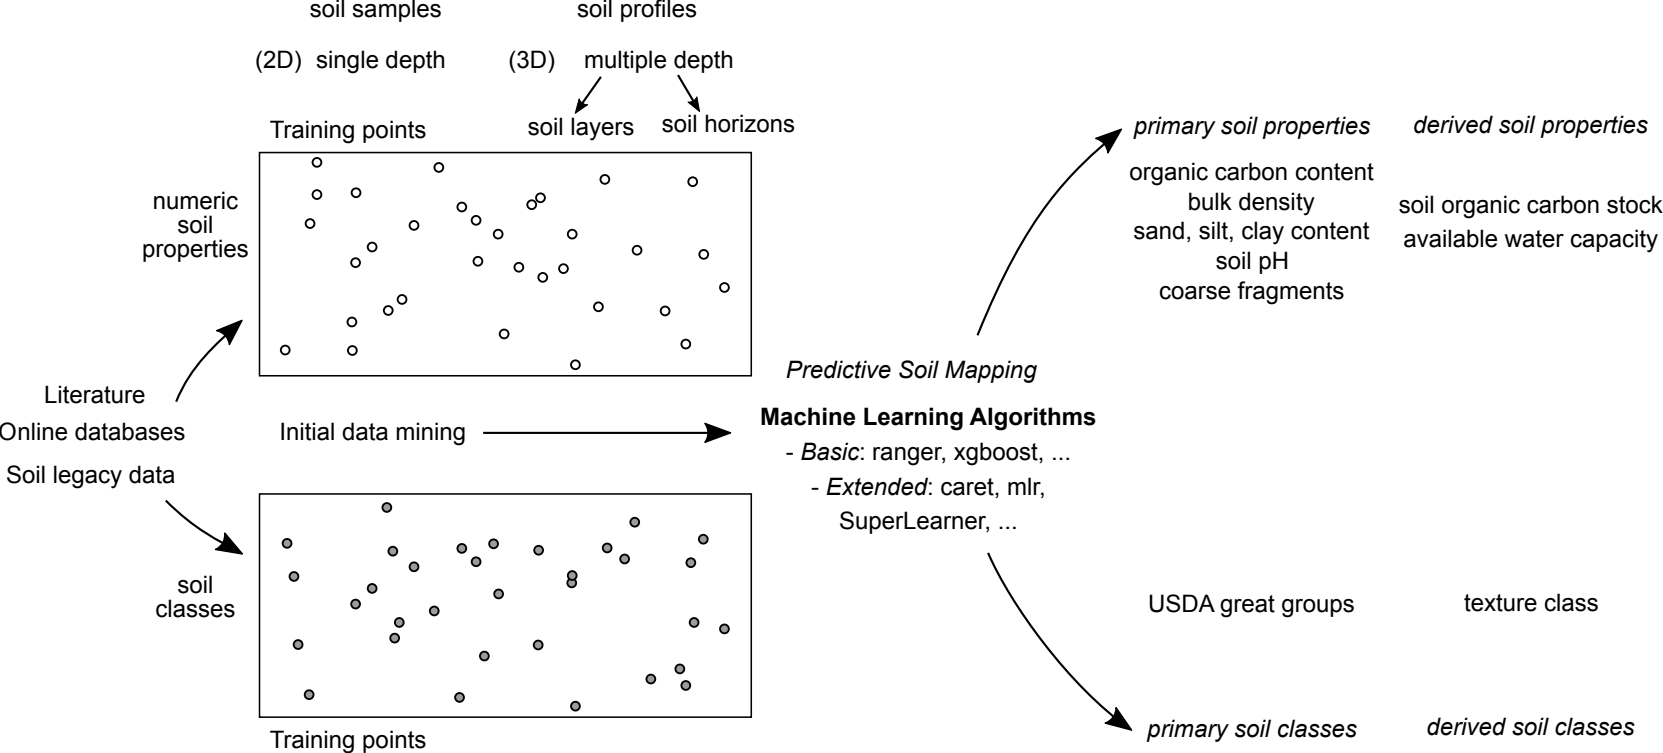 soil samples
soil profiles
(2D) single depth
(3D) multiple depth
Training points
soil layers
soil horizons
numeric
soil
properties
Literature
Online databases
Soil legacy data
Initial data mining
soil
classes
Training points
Predictive Soil Mapping
Machine Learning Algorithms
- Basic: ranger, xgboost, ...
- Extended: caret, mlr,
SuperLearner, ...
primary soil properties
organic carbon content
bulk density
sand, silt, clay content
soil pH
coarse fragments
derived soil properties
soil organic carbon stock
available water capacity
USDA great groups
texture class
primary soil classes
derived soil classes